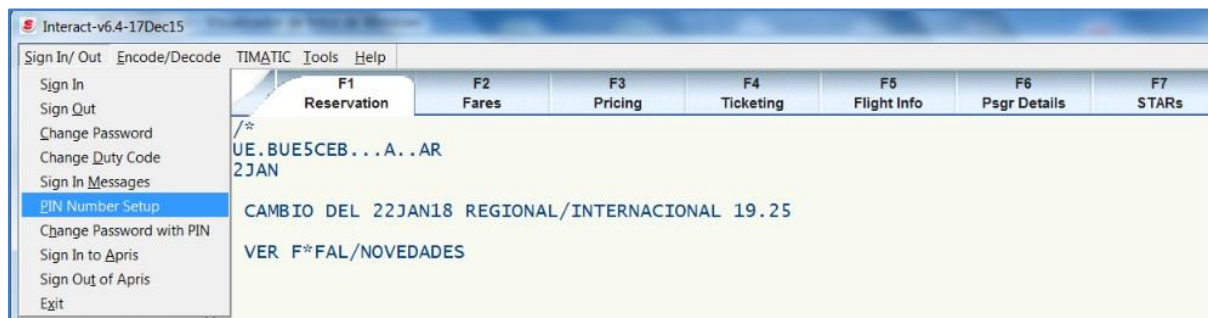 Interact-v6.4-17Dec15
Sign In/ Out Encode/Decode TIMATIC Tools Help
F1 F2 F3 F4 F5 F6 F7
Reservation Fares Pricing Ticketing Flight Info Psgr Details STARs
Sign In
Sign Out
Change Password
Change Duty Code
Sign In Messages
PIN Number Setup
Change Password with PIN
Sign In to Apris
Sign Out of Apris
Exit
/*
UE.BUE5CEB...A..AR
2JAN
CAMBIO DEL 22JAN18 REGIONAL/INTERNACIONAL 19.25
VER F*FAL/NOVEDADES